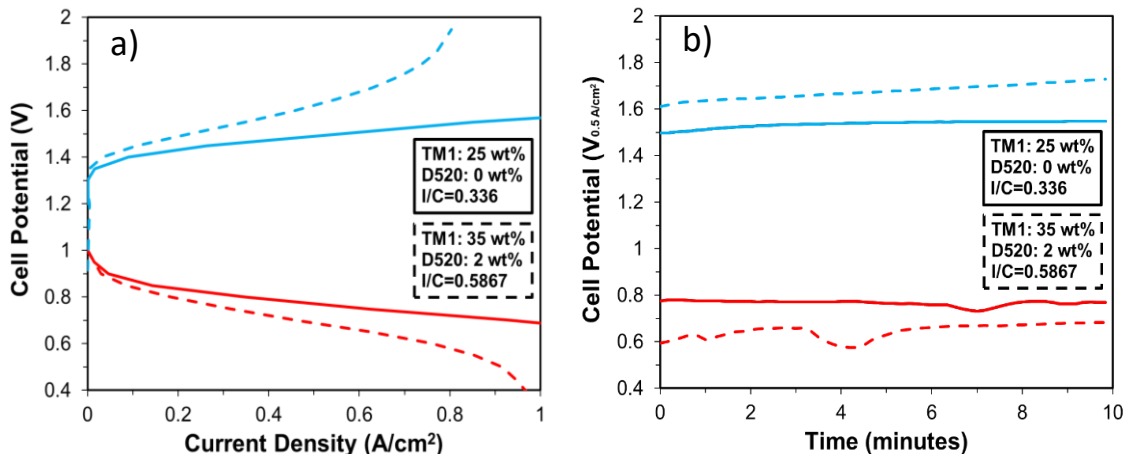 a)
Cell Potential (V)
2
1.8
1.6
1.4
1.2
1
0.8
0.6
0.4
0
0.2
0.4
0.6
0.8
1
Current Density (A/cm²)
TM1: 25 wt%
D520: 0 wt%
I/C=0.336
TM1: 35 wt%
D520: 2 wt%
I/C=0.5867
b)
Cell Potential (V0.5 A/cm²)
2
1.8
1.6
1.4
1.2
1
0.8
0.6
0.4
0
2
4
6
8
10
Time (minutes)
TM1: 25 wt%
D520: 0 wt%
I/C=0.336
TM1: 35 wt%
D520: 2 wt%
I/C=0.5867